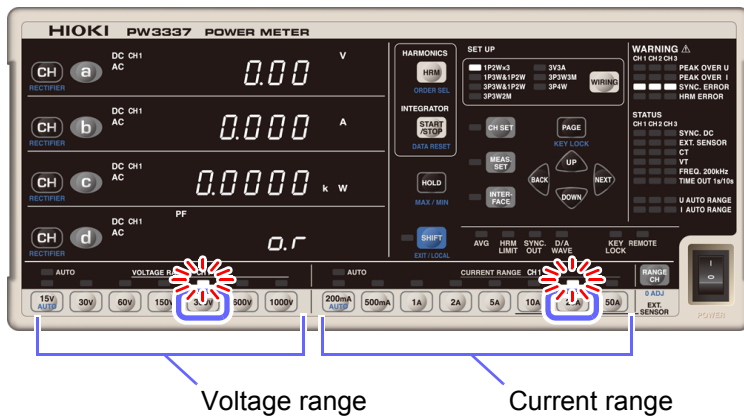 HIOKI PW3337 POWER METER
CH a DC CH1 AC 0.00 V
RECTIFIER
CH b DC CH1 AC 0.000 A
RECTIFIER
CH c DC CH1 AC 0.0000 k W
RECTIFIER
CH d PF DC CH1 AC o.r
RECTIFIER
HARMONICS
HRM
ORDER SEL
INTEGRATOR
START /STOP
DATA RESET
HOLD
MAX / MIN
SHIFT
EXIT / LOCAL
SET UP
1P2W×3 3V3A
1P3W&1P2W 3P3W3M
3P3W&1P2W 3P4W
3P3W2M
WIRING
CH SET
PAGE
KEY LOCK
MEAS. SET
INTER- FACE
UP
BACK
NEXT
DOWN
AVG HRM LIMIT SYNC. OUT D/A WAVE KEY LOCK REMOTE
WARNING ⚠
CH 1 CH 2 CH 3
PEAK OVER U
PEAK OVER I
SYNC. ERROR
HRM ERROR
STATUS
CH 1 CH 2 CH 3
SYNC. DC
EXT. SENSOR
CT
VT
FREQ. 200kHz
TIME OUT 1s/10s
U AUTO RANGE
I AUTO RANGE
AUTO VOLTAGE AUTO CURRENT RANGE CH1
RANGE CH
0 ADJ
EXT. SENSOR
15V AUTO 30V 60V 1000V
200mA AUTO 500mA 1A 2A 5A
I
O
POWER
Voltage range Current range